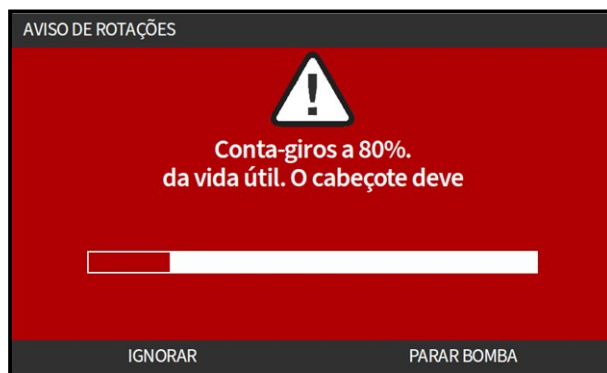 AVISO DE ROTAÇÕES
!
Conta-giros a 80%.
da vida útil. O cabeçote deve
IGNORAR PARAR BOMBA